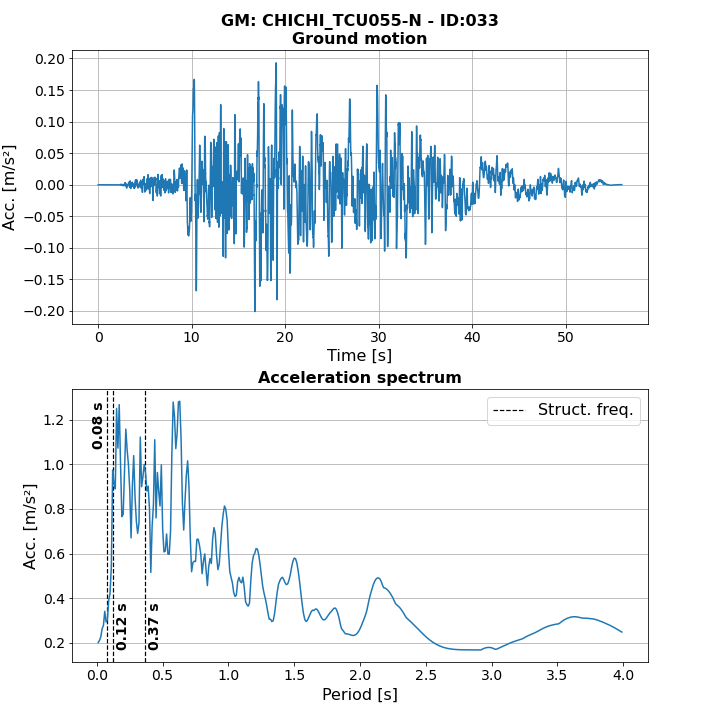 GM: CHICHI_TCU055-N - ID:033
Ground motion
0.20
0.15
0.10
0.05
0.00
−0.05
−0.10
−0.15
−0.20
Acc. [m/s²]
0 10 20 30 40 50
Time [s]
Acceleration spectrum
Struct. freq.
0.08 s
0.12 s
0.37 s
1.2
1.0
0.8
0.6
0.4
0.2
Acc. [m/s²]
0.0 0.5 1.0 1.5 2.0 2.5 3.0 3.5 4.0
Period [s]